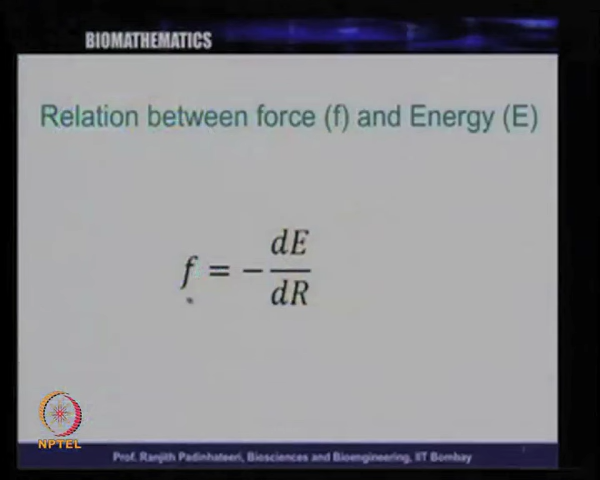 BIOMATHEMATICS
Relation between force (f) and Energy (E)
f = - dE/dR
NPTEL
Prof. Ranjith Padinhateeri, Biosciences and Bioengineering, IIT Bombay